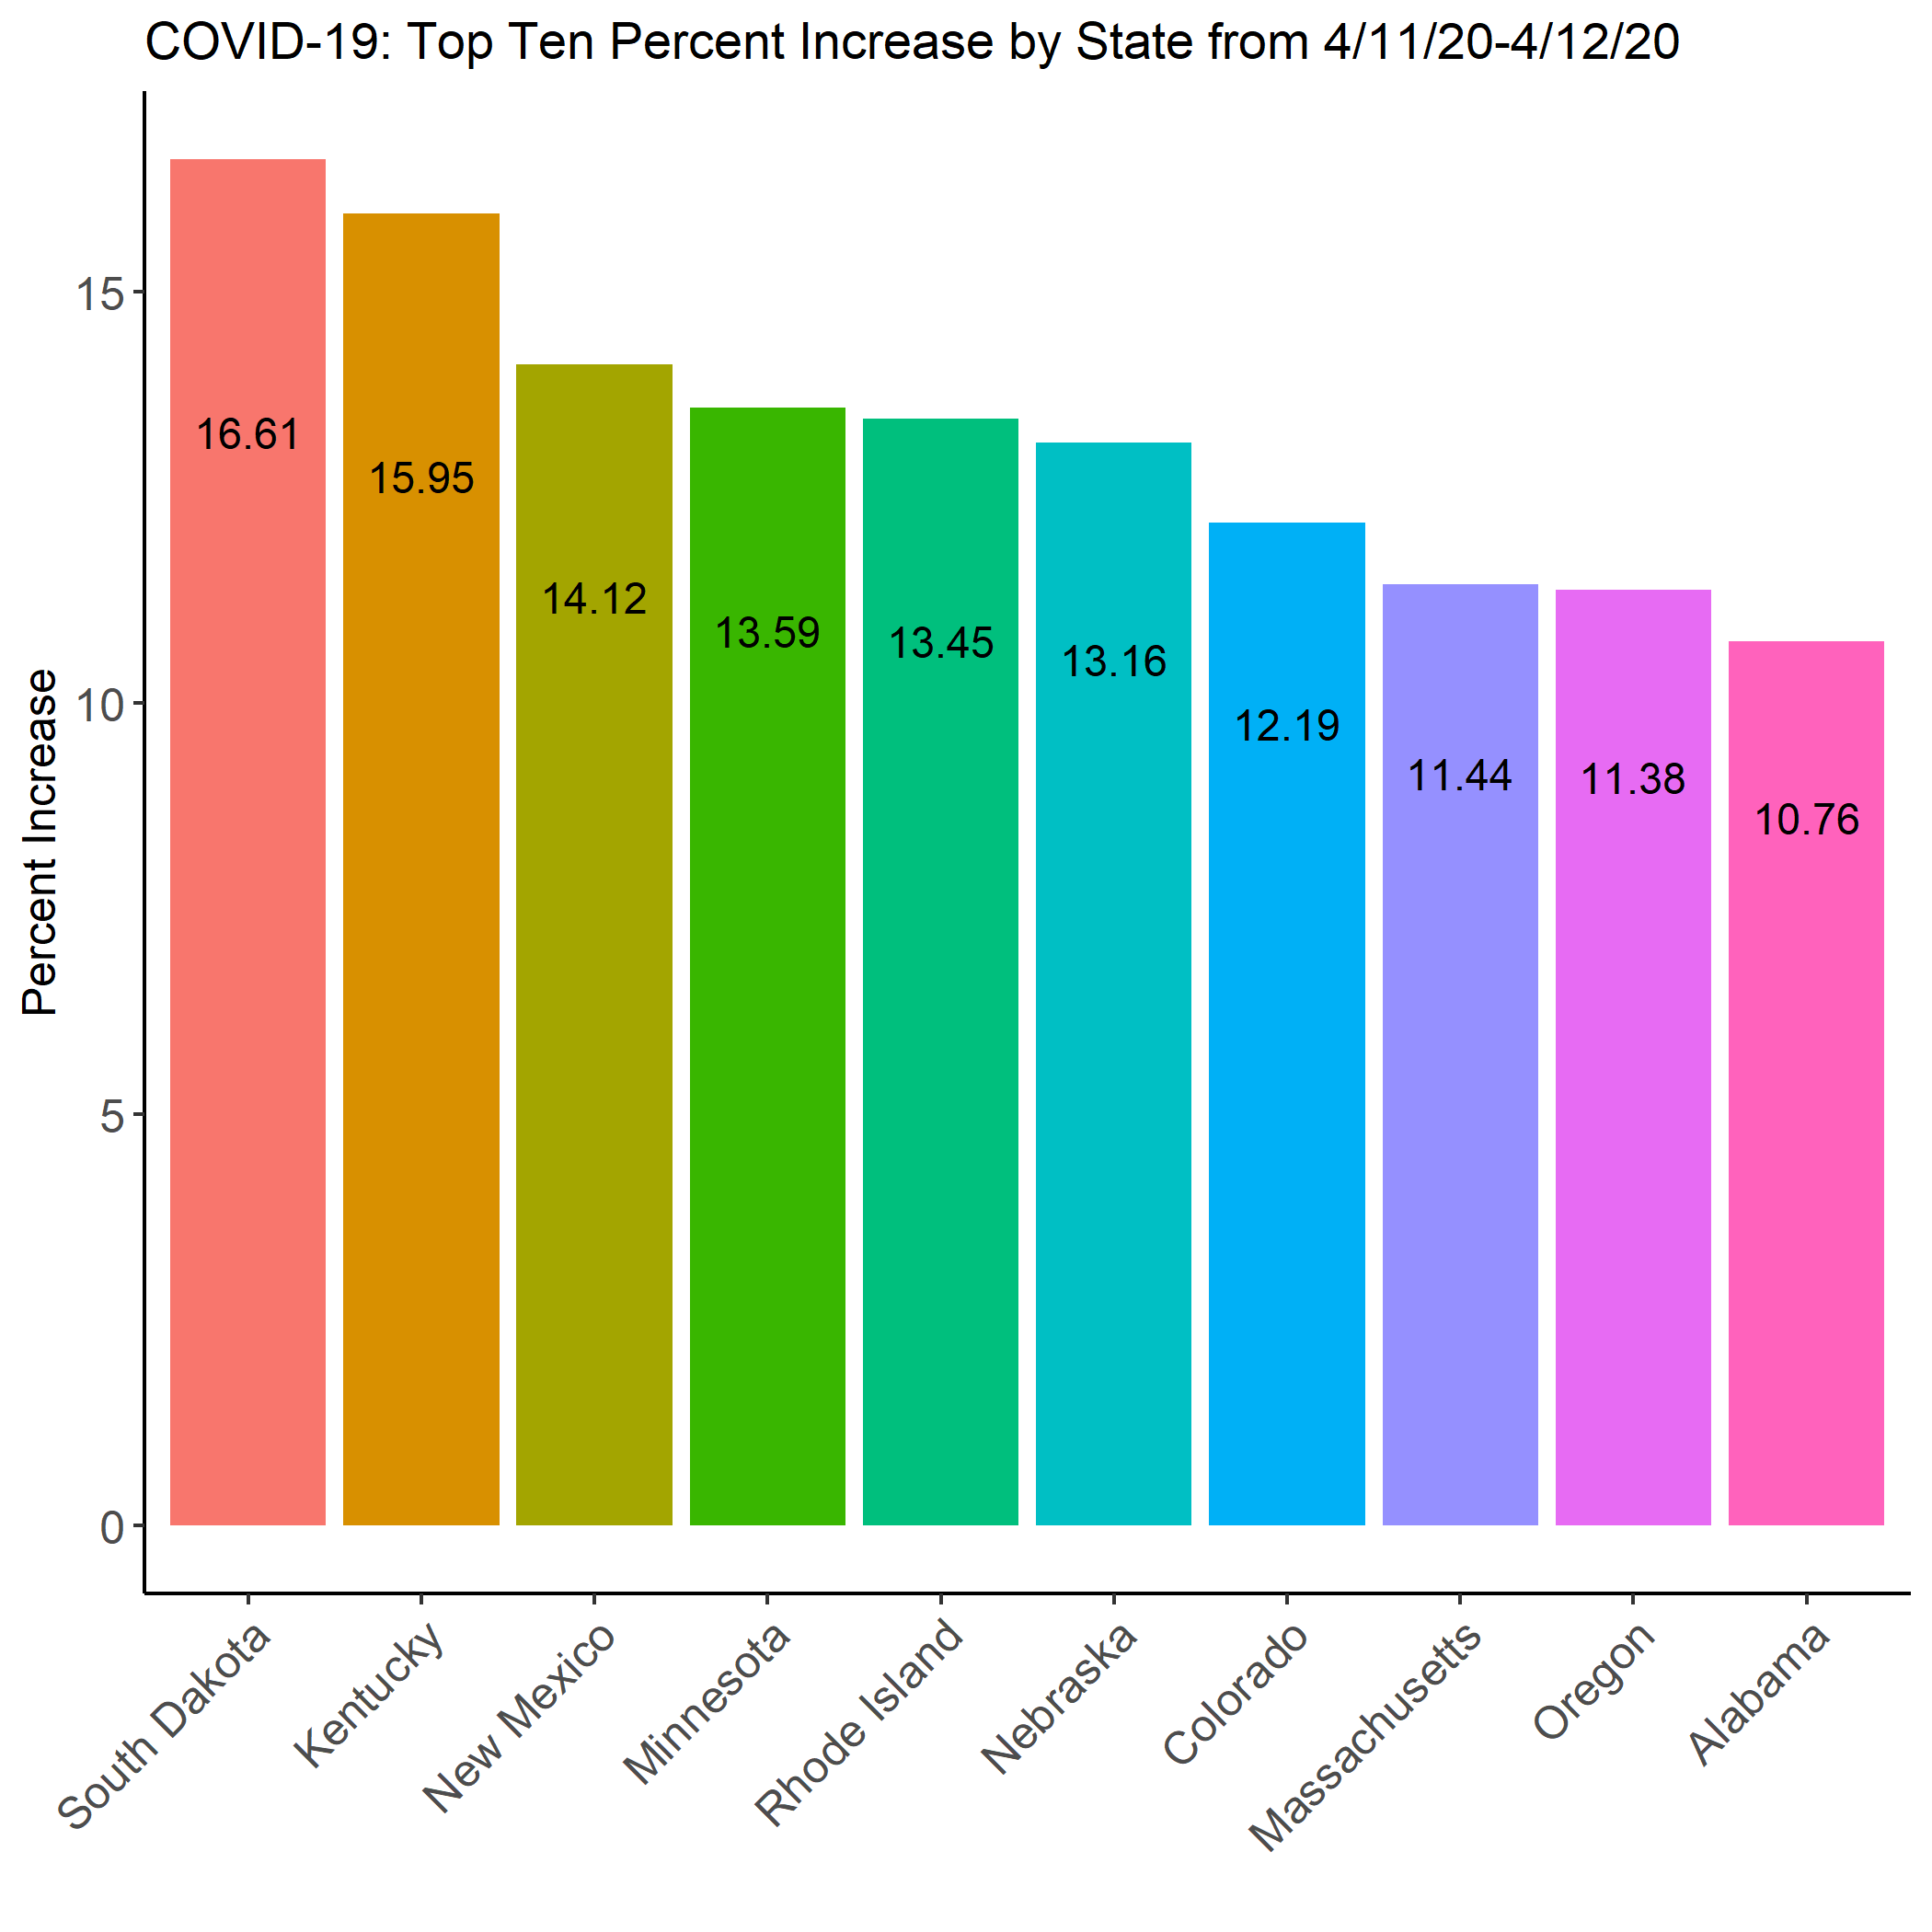 COVID-19: Top Ten Percent Increase by State from 4/11/20-4/12/20
Percent Increase
15
10
5
0
16.61
15.95
14.12
13.59
13.45
13.16
12.19
11.44
11.38
10.76
South Dakota
Kentucky
New Mexico
Minnesota
Rhode Island
Nebraska
Colorado
Massachusetts
Oregon
Alabama